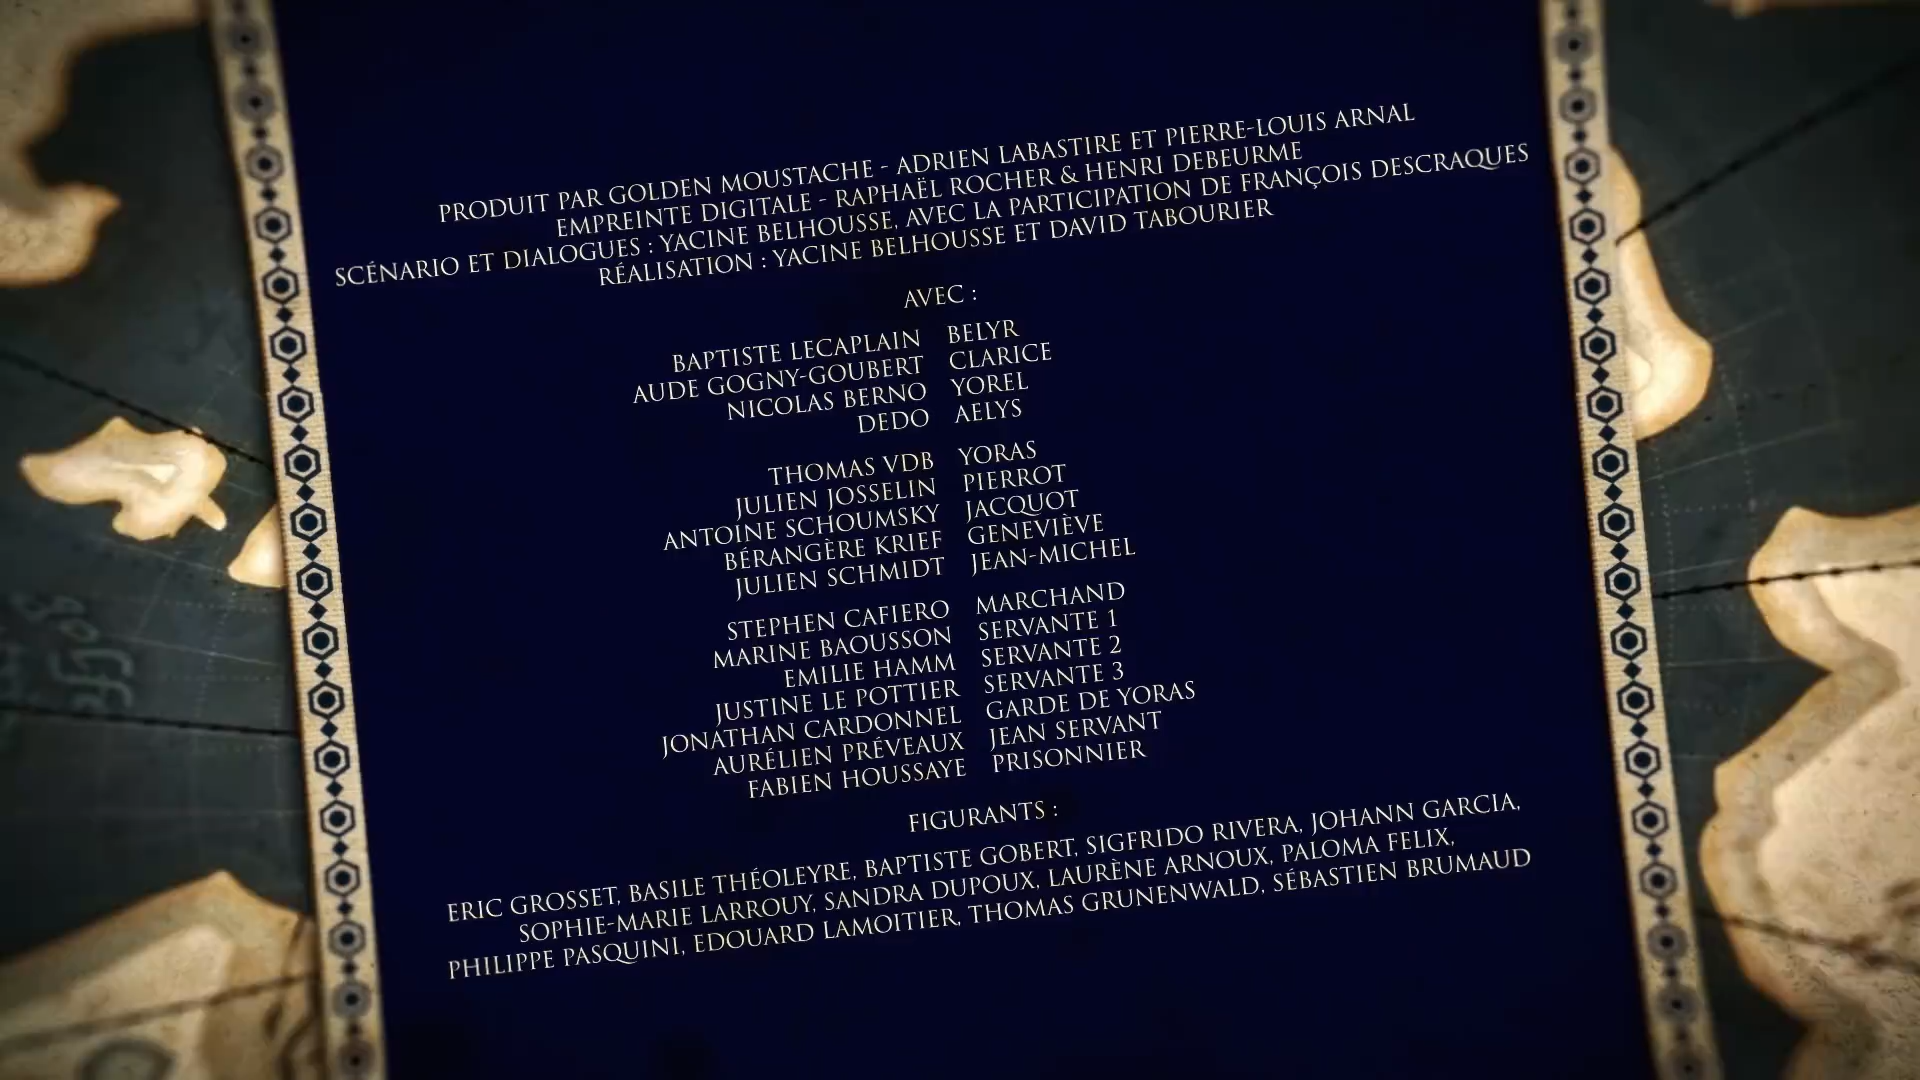 PRODUIT PAR GOLDEN MOUSTACHE - ADRIEN LABASTIRE ET PIERRE-LOUIS ARNAL
EMPREINTE DIGITALE - RAPHAËL ROCHER & HENRI DEBEURME
SCÉNARIO ET DIALOGUES : YACINE BELHOUSSE, AVEC LA PARTICIPATION DE FRANÇOIS DESCRAQUES
RÉALISATION : YACINE BELHOUSSE ET DAVID TABOURIER
AVEC :
BAPTISTE LECAPLAIN BELYR
AUDE GOGNY-GOUBERT CLARICE
NICOLAS BERNO YOREL
DEDO AELYS
THOMAS VDB YORAS
JULIEN JOSSELIN PIERROT
ANTOINE SCHOUMSKY JACQUOT
BÉRANGÈRE KRIEF GENEVIÈVE
JULIEN SCHMIDT JEAN-MICHEL
STEPHEN CAFIERO MARCHAND
MARINE BAOUSSON SERVANTE 1
EMILIE HAMM SERVANTE 2
JUSTINE LE POTTIER SERVANTE 3
JONATHAN CARDONNEL GARDE DE YORAS
AURÉLIEN PRÉVEAUX JEAN SERVANT
FABIEN HOUSSAYE PRISONNIER
FIGURANTS :
ERIC GROSSET, BASILE THÉOLEYRE, BAPTISTE GOBERT, SIGFRIDO RIVERA, JOHANN GARCIA,
SOPHIE-MARIE LARROUY, SANDRA DUPOUX, LAURÈNE ARNOUX, PALOMA FELIX,
PHILIPPE PASQUINI, EDOUARD LAMOITIER, THOMAS GRUNENWALD, SÉBASTIEN BRUMAUD